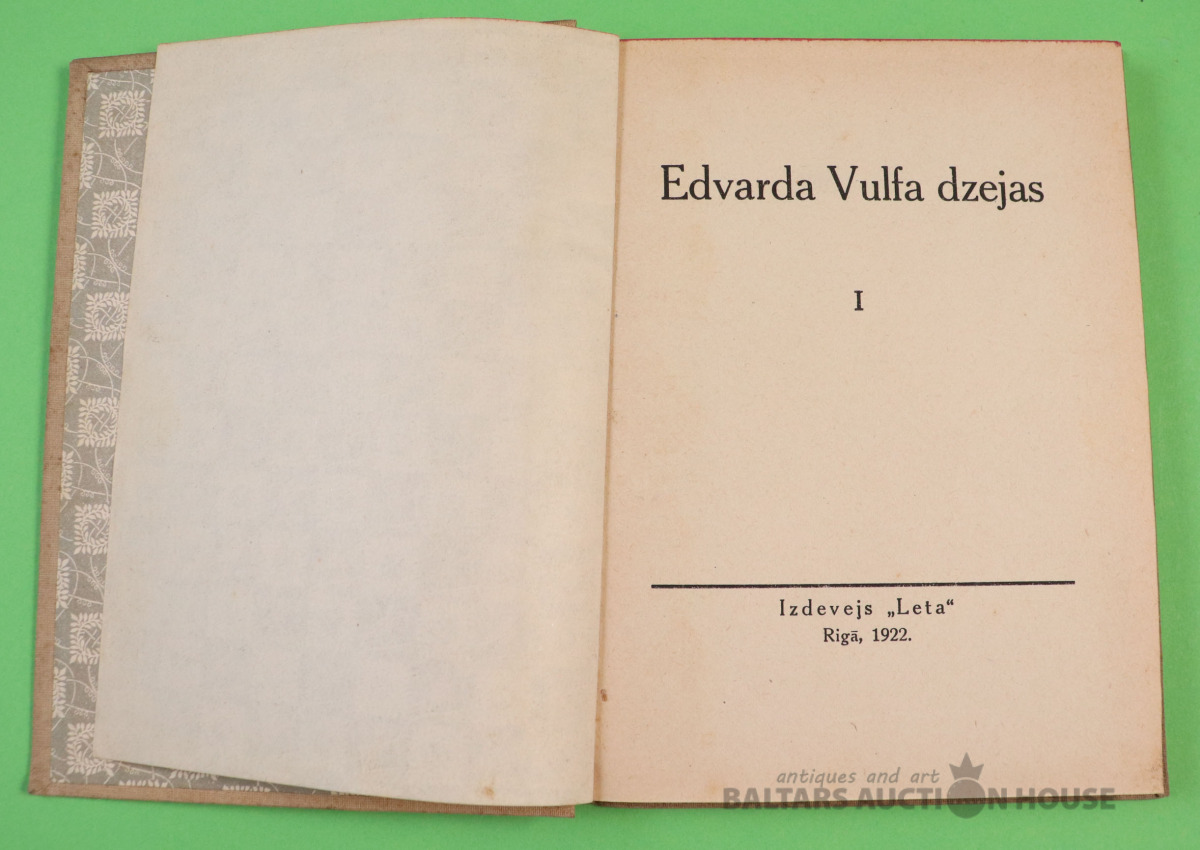 Edvarda Vulfa dzejas
I
Izdevejs „Leta“
Rigā, 1922.
antiques and art
BALTARS AUCTION HOUSE